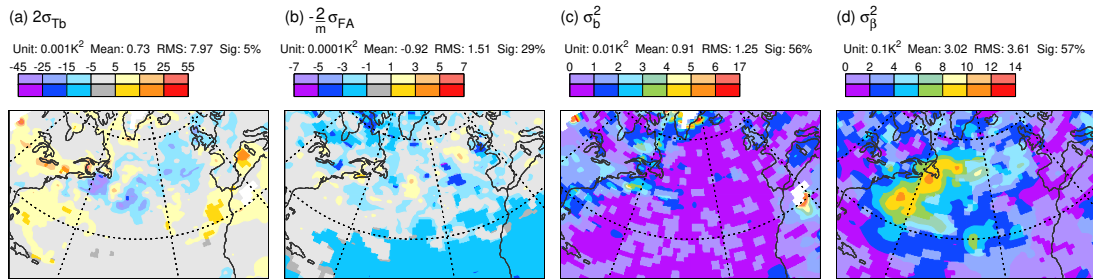 (a) 2σ_Tb
Unit: 0.001K² Mean: 0.73 RMS: 7.97 Sig: 5%
-45 -25 -15 -5 5 15 25 55
(b) -2/m σ_FA
Unit: 0.0001K² Mean: -0.92 RMS: 1.51 Sig: 29%
-7 -5 -3 -1 1 3 5 7
(c) σ_b²
Unit: 0.01K² Mean: 0.91 RMS: 1.25 Sig: 56%
0 1 2 3 4 5 6 17
(d) σ_β²
Unit: 0.1K² Mean: 3.02 RMS: 3.61 Sig: 57%
0 2 4 6 8 10 12 14